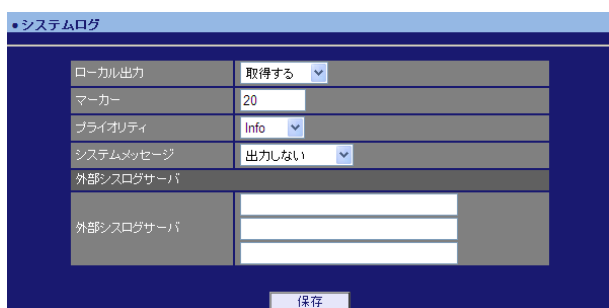 •システムログ
ローカル出力 取得する
マーカー 20
プライオリティ Info
システムメッセージ 出力しない
外部シスログサーバ
外部シスログサーバ
保存